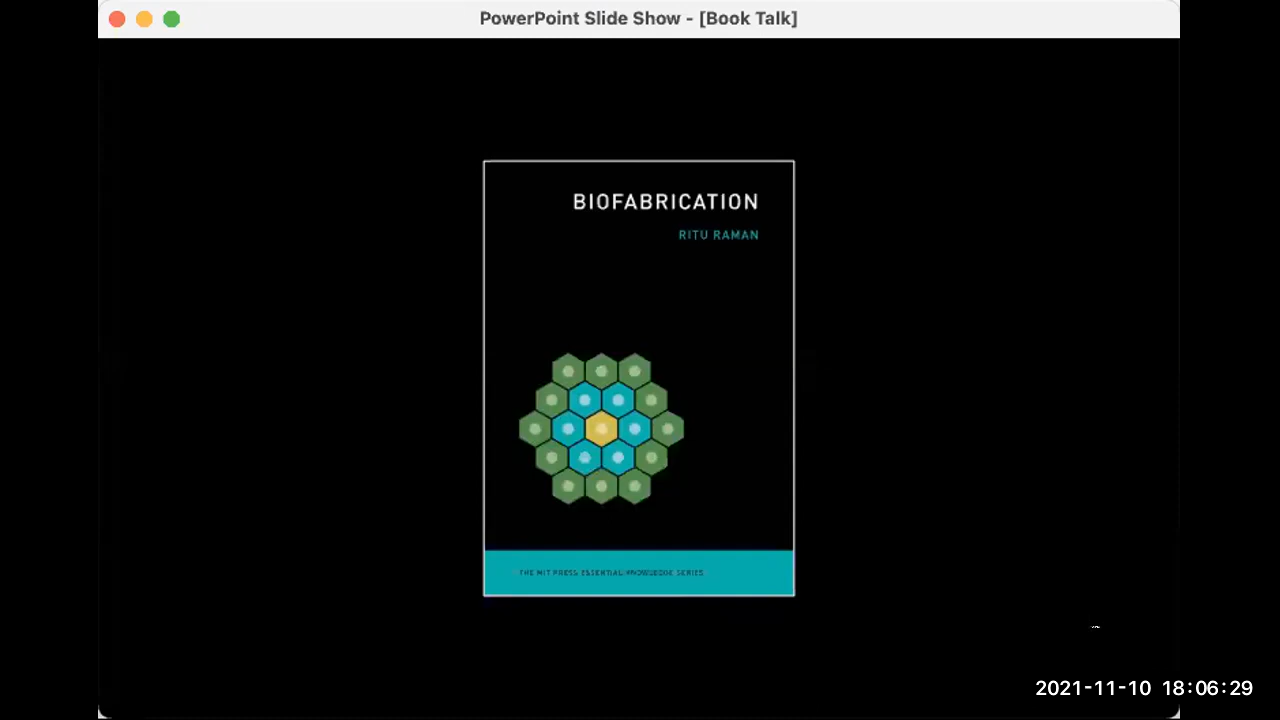 PowerPoint Slide Show - [Book Talk]
BIOFABRICATION
RITU RAMAN
THE MIT PRESS ESSENTIAL KNOWLEDGE SERIES
2021-11-10 18:06:29